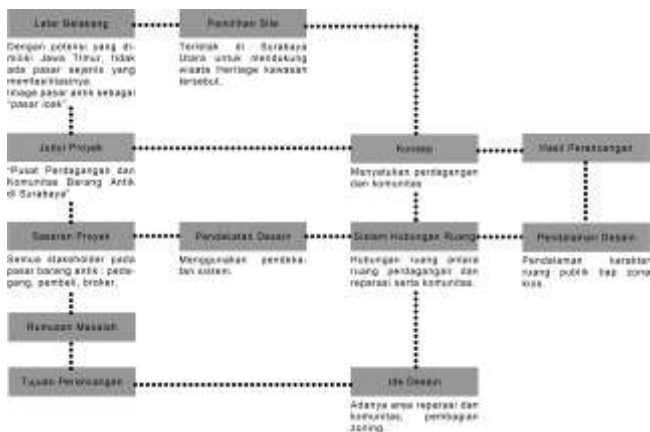 Latar Belakang
Dengan potensi yang di-
miliki Jawa Timur, tidak
ada pasar sejenis yang
memfasilitasinya.
Image pasar antik sebagai
"pasar loak"
Pemilihan Site
Terletak di Surabaya
Utara untuk mendukung
wisata Heritage kawasan
tersebut.
Judul Proyek
"Pusat Perdagangan dan
Komunitas Barang Antik
di Surabaya"
Konsep
Menyatukan perdagangan
dan komunitas
Hasil Perancangan
Sasaran Proyek
Semua stakeholder pada
pasar barang antik : peda-
gang, pembeli, broker.
Pendekatan Desain
Menggunakan pendeka-
tan sistem.
Sistem Hubungan Ruang
Hubungan ruang antara
ruang perdagangan dan
reparasi serta komunitas.
Pendalaman Desain
Pendalaman karakter
ruang publik tiap zona
kios.
Rumusan Masalah
Tujuan Perancangan
Ide Desain
Adanya area reparasi dan
komunitas, pembagian
zoning.